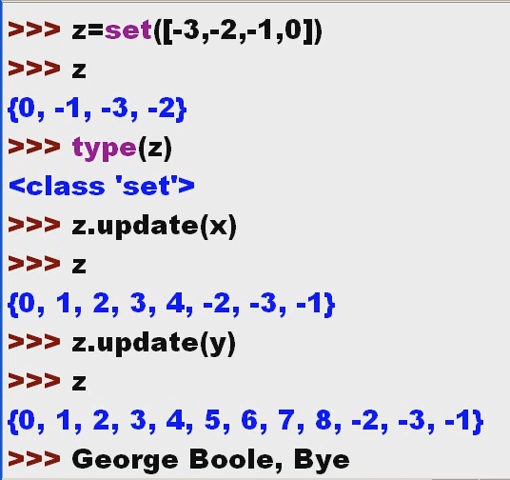 >>> z=set([-3,-2,-1,0])
>>> z
{0, -1, -3, -2}
>>> type(z)
<class 'set'>
>>> z.update(x)
>>> z
{0, 1, 2, 3, 4, -2, -3, -1}
>>> z.update(y)
>>> z
{0, 1, 2, 3, 4, 5, 6, 7, 8, -2, -3, -1}
>>> George Boole, Bye